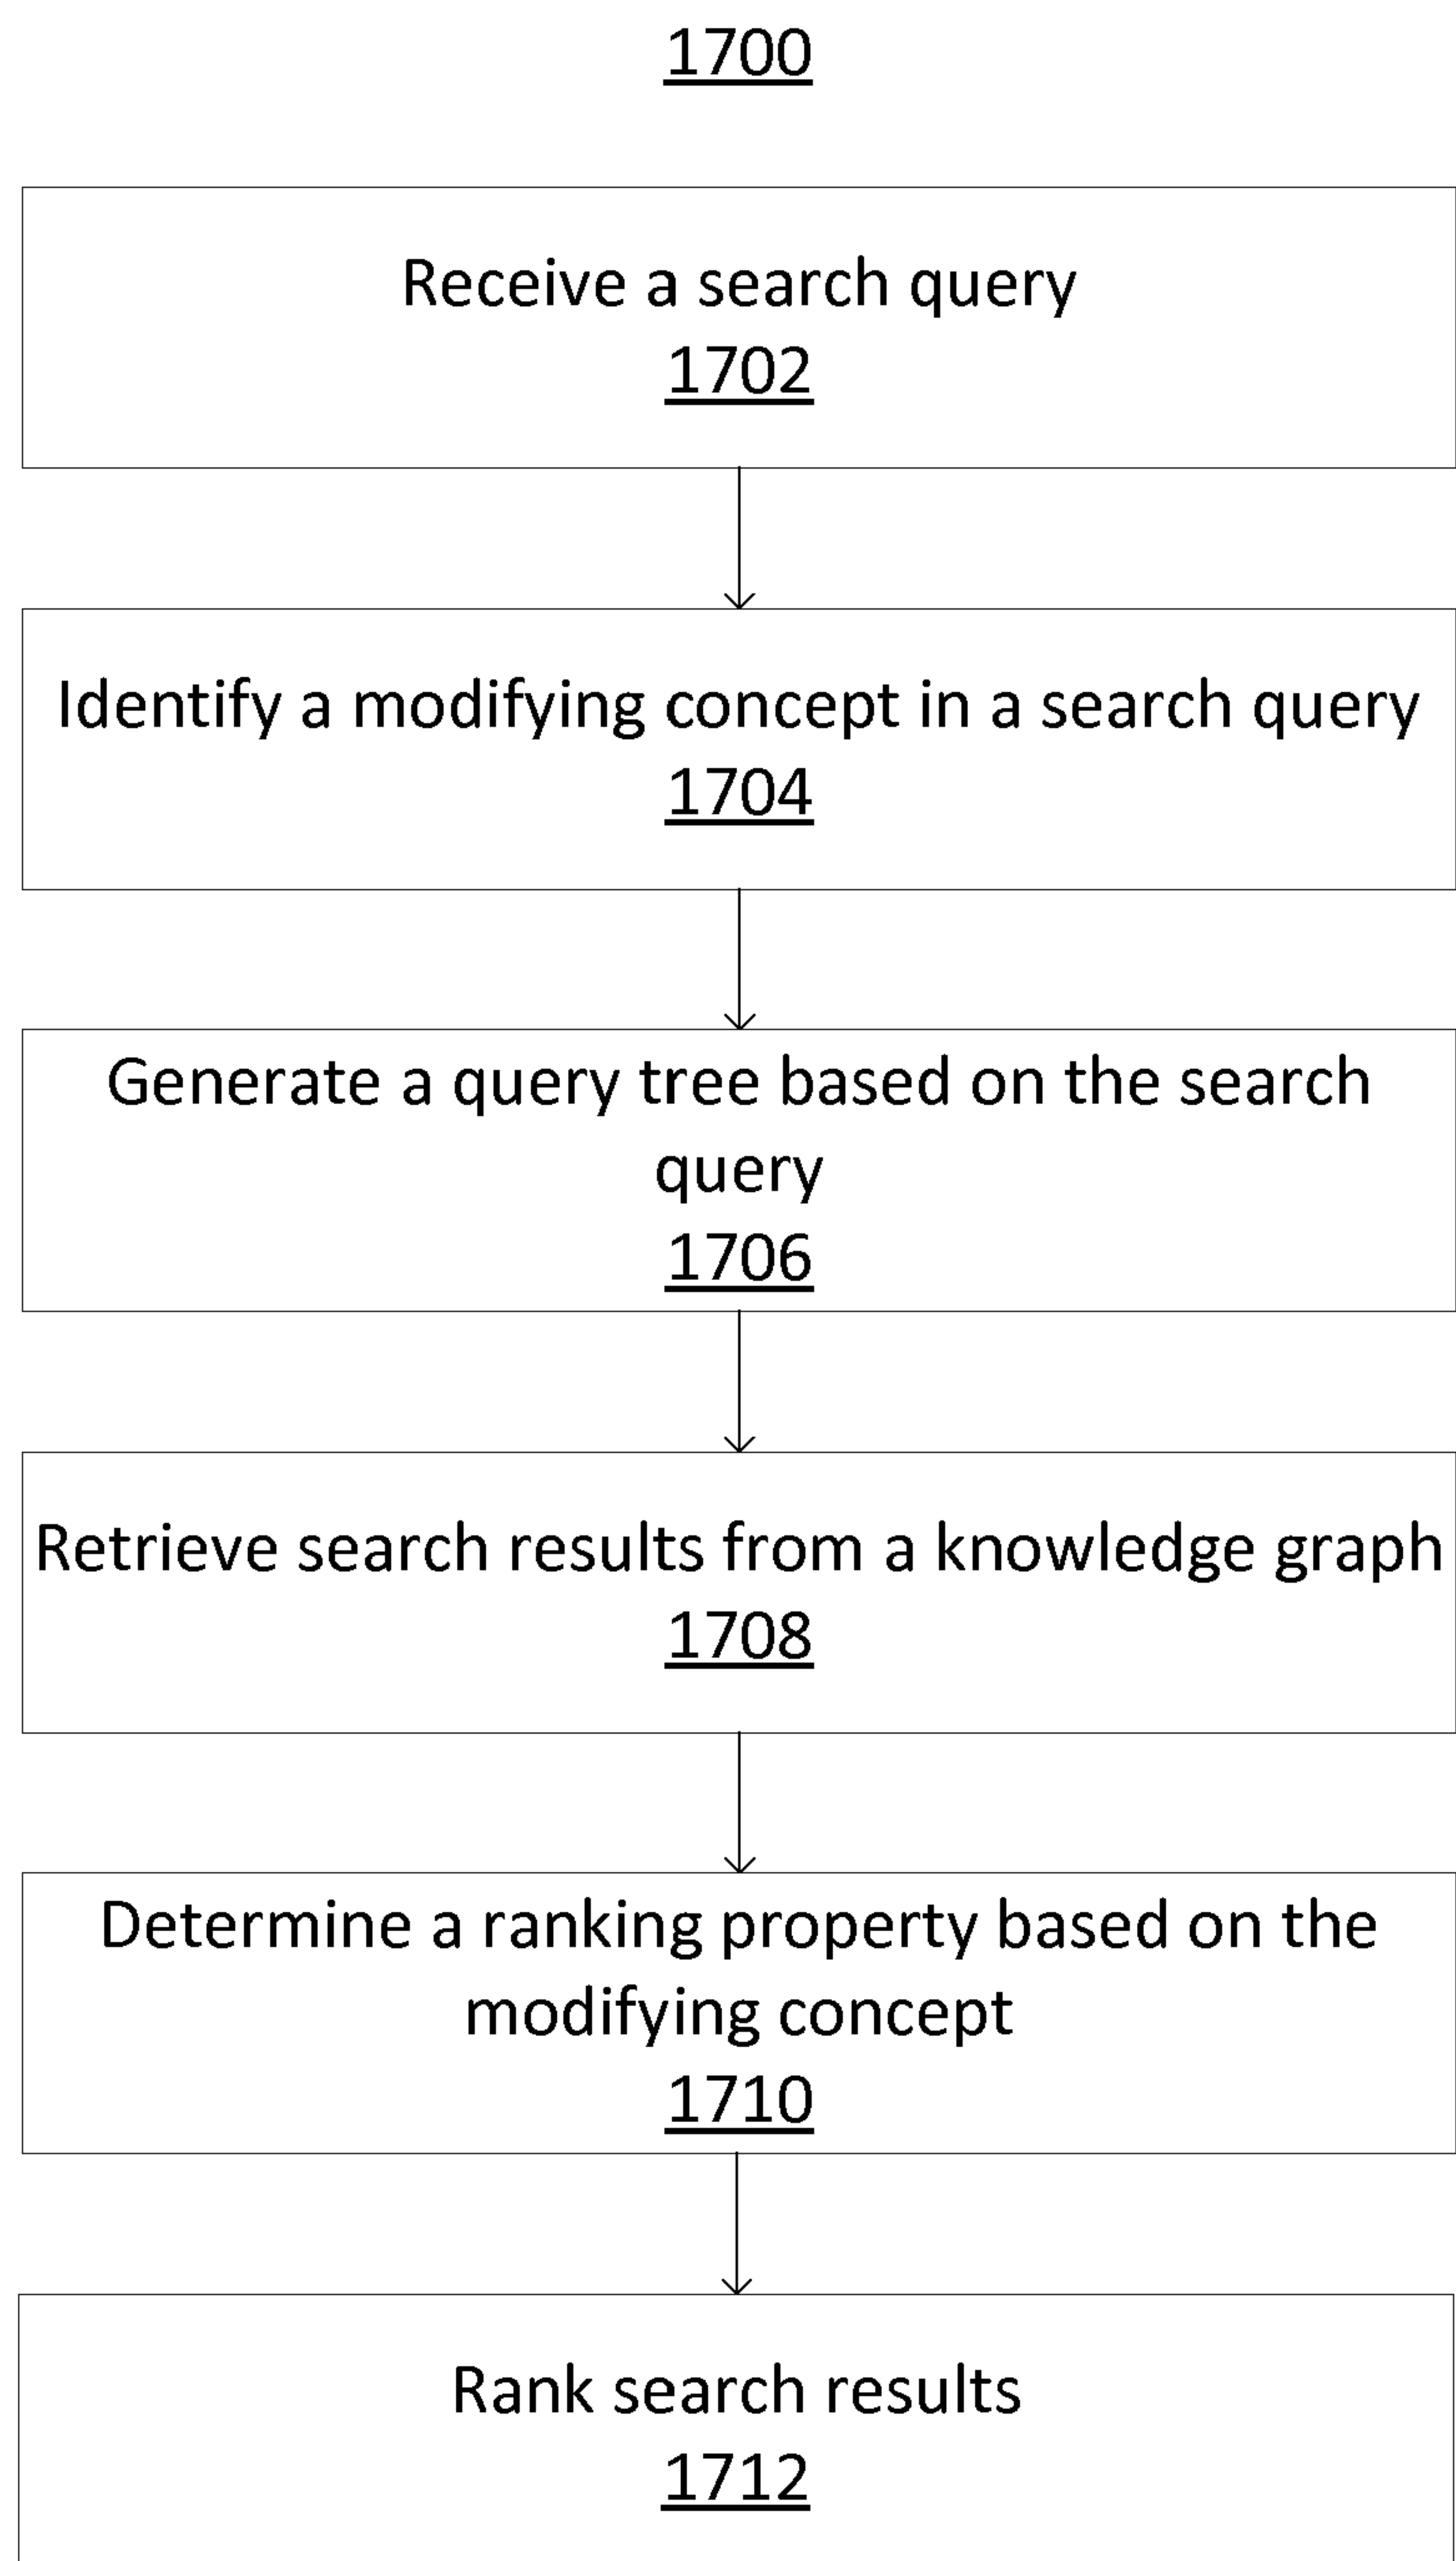 1700
Receive a search query
1702
Identify a modifying concept in a search query
1704
Generate a query tree based on the search
query
1706
Retrieve search results from a knowledge graph
1708
Determine a ranking property based on the
modifying concept
1710
Rank search results
1712